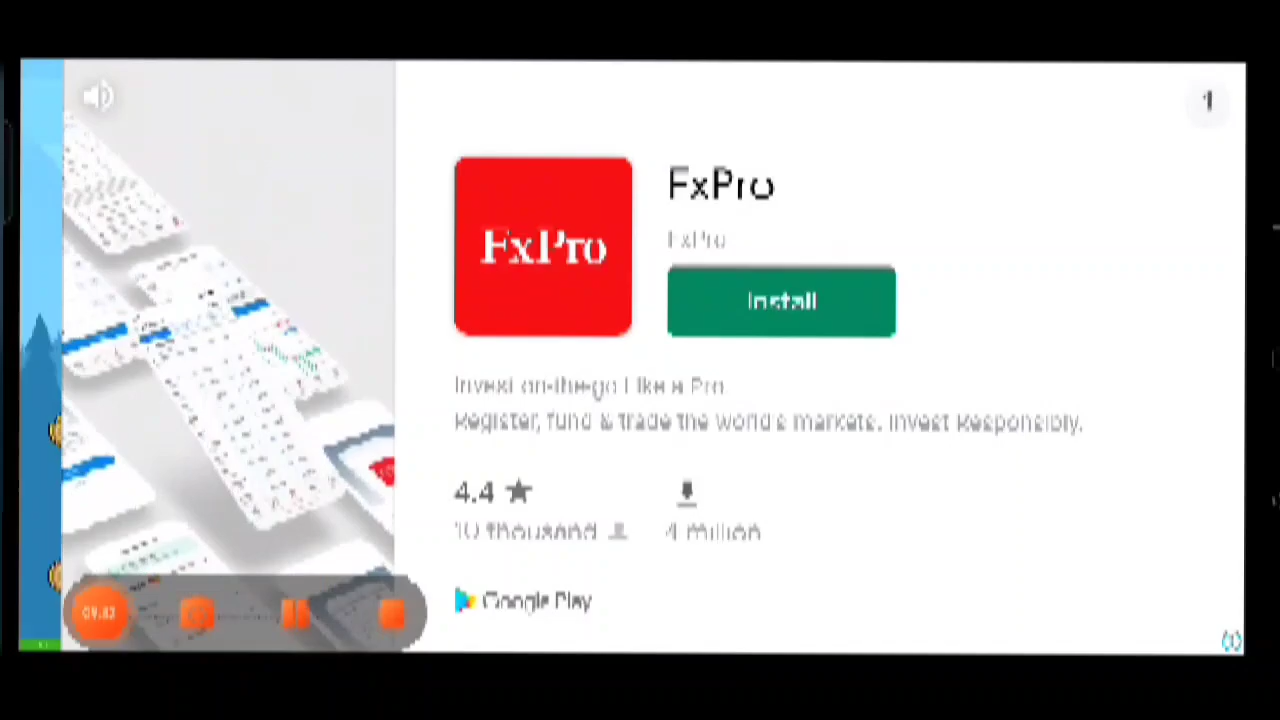 1
FxPro
FxPro
FxPro
Install
Invest on-the-go like a Pro
Register, fund & trade the world's markets. Invest Responsibly.
4.4
10 thousand
4 million
Google Play